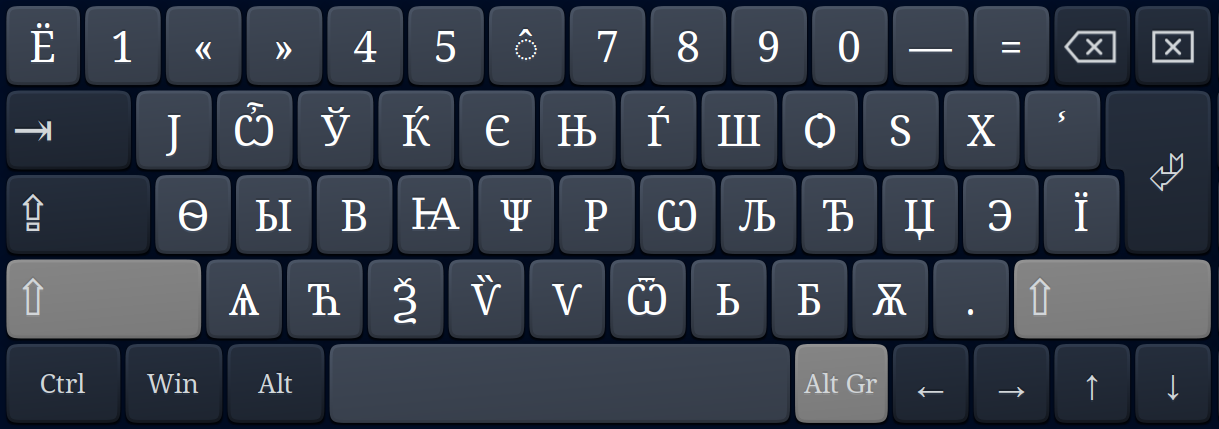 Ё 1 « » 4 5 ◌̑ 7 8 9 0 — =
⇥ Ј Ѽ Ў Ќ Є Њ Ѓ Ш Ѻ Ѕ Х ʻ
⇪ Ѳ Ы В Ꙗ Ѱ Р Ѡ Љ Ђ Џ Э Ї
⇧ Ѧ Ћ Ѯ Ѷ Ѵ Ѿ Ь Б Ѫ . ⇧
Ctrl Win Alt Alt Gr ← → ↑ ↓